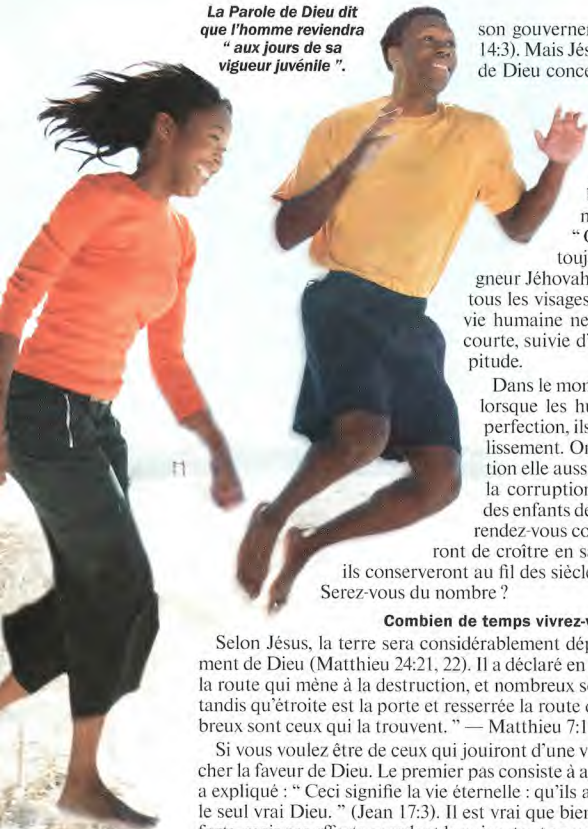 La Parole de Dieu dit
que l'homme reviendra
“ aux jours de sa
vigueur juvénile ”.
son gouverne
14:3). Mais Jés
de Dieu conce
“
touj
gneur Jéhovah
tous les visages
vie humaine ne
courte, suivie d'
pitude.
Dans le mon
lorsque les hu
perfection, ils
lissement. On
tion elle auss
la corruption
des enfants de
rendez-vous co
ront de croître en s
ils conserveront au fil des siècle
Serez-vous du nombre ?
Combien de temps vivrez-v
Selon Jésus, la terre sera considérablement dép
ment de Dieu (Matthieu 24:21, 22). Il a déclaré en
la route qui mène à la destruction, et nombreux s
tandis qu'étroite est la porte et resserrée la route
breux sont ceux qui la trouvent. ” — Matthieu 7:1
Si vous voulez être de ceux qui jouiront d'une v
cher la faveur de Dieu. Le premier pas consiste à a
a expliqué : “ Ceci signifie la vie éternelle : qu'ils a
le seul vrai Dieu. ” (Jean 17:3). Il est vrai que bien